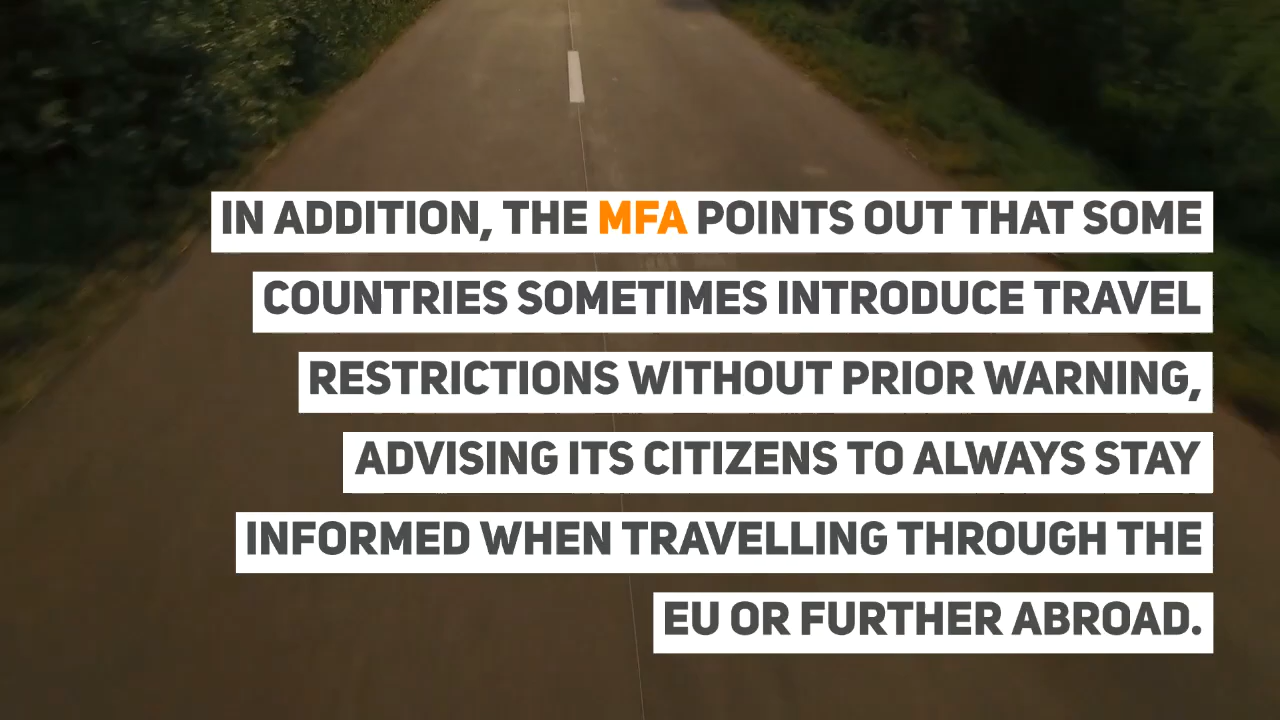 IN ADDITION, THE MFA POINTS OUT THAT SOME
COUNTRIES SOMETIMES INTRODUCE TRAVEL
RESTRICTIONS WITHOUT PRIOR WARNING,
ADVISING ITS CITIZENS TO ALWAYS STAY
INFORMED WHEN TRAVELLING THROUGH THE
EU OR FURTHER ABROAD.